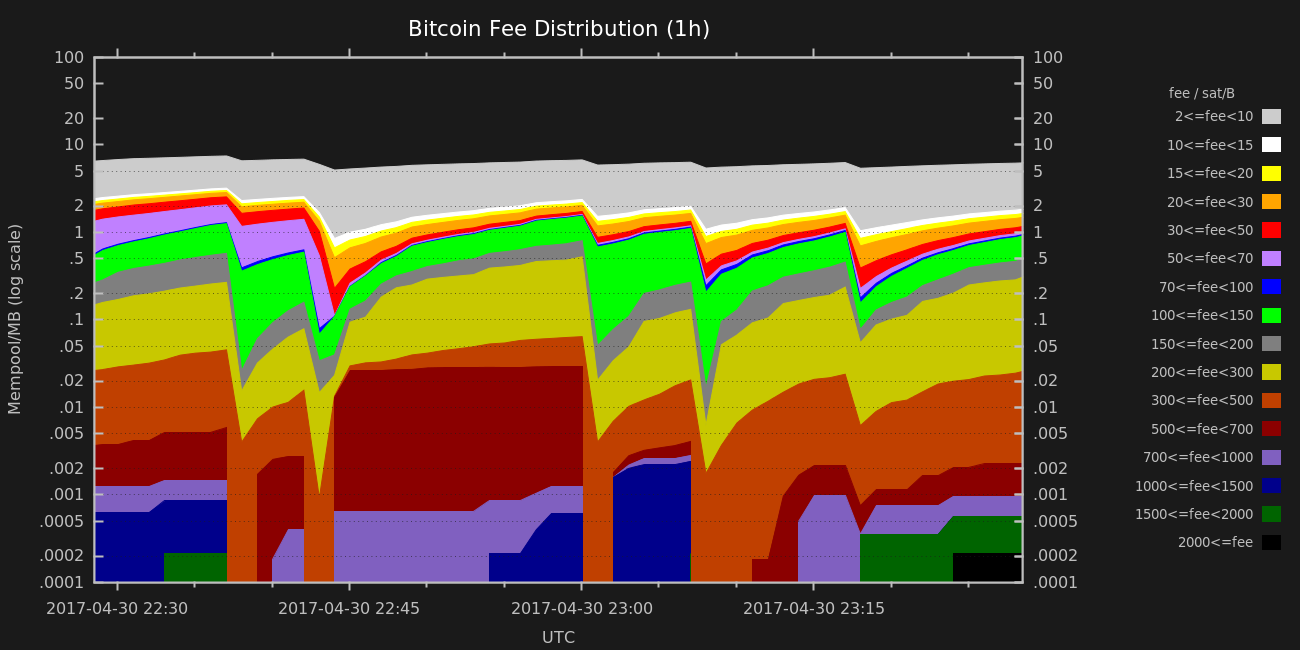 Bitcoin Fee Distribution (1h)
100 100
50 50
20 20
10 10
5 5
2 2
1 1
.5 .5
.2 .2
.1 .1
.05 .05
.02 .02
.01 .01
.005 .005
.002 .002
.001 .001
.0005 .0005
.0002 .0002
.0001 .0001
Mempool/MB (log scale)
2017-04-30 22:30 2017-04-30 22:45 2017-04-30 23:00 2017-04-30 23:15
UTC
fee / sat/B
2<=fee<10
10<=fee<15
15<=fee<20
20<=fee<30
30<=fee<50
50<=fee<70
70<=fee<100
100<=fee<150
150<=fee<200
200<=fee<300
300<=fee<500
500<=fee<700
700<=fee<1000
1000<=fee<1500
1500<=fee<2000
2000<=fee